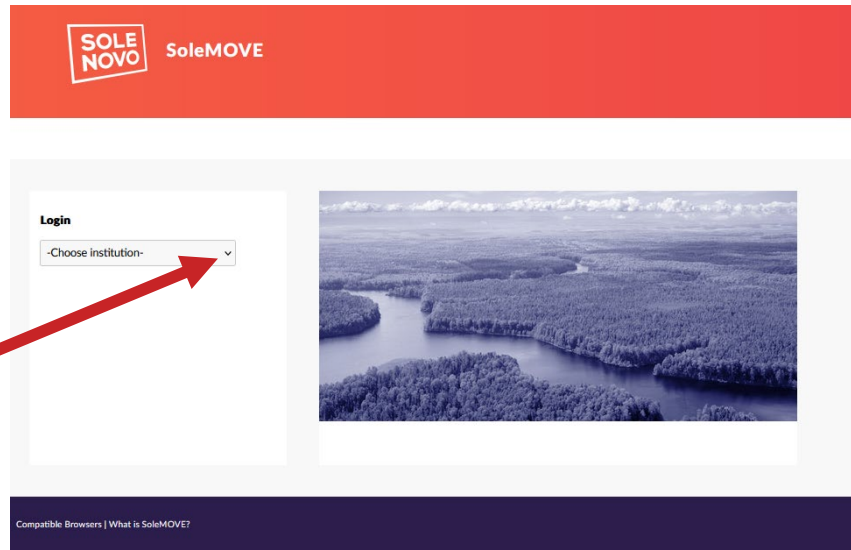 SOLE
NOVO
SoleMOVE
Login
-Choose institution-
Compatible Browsers | What is SoleMOVE?